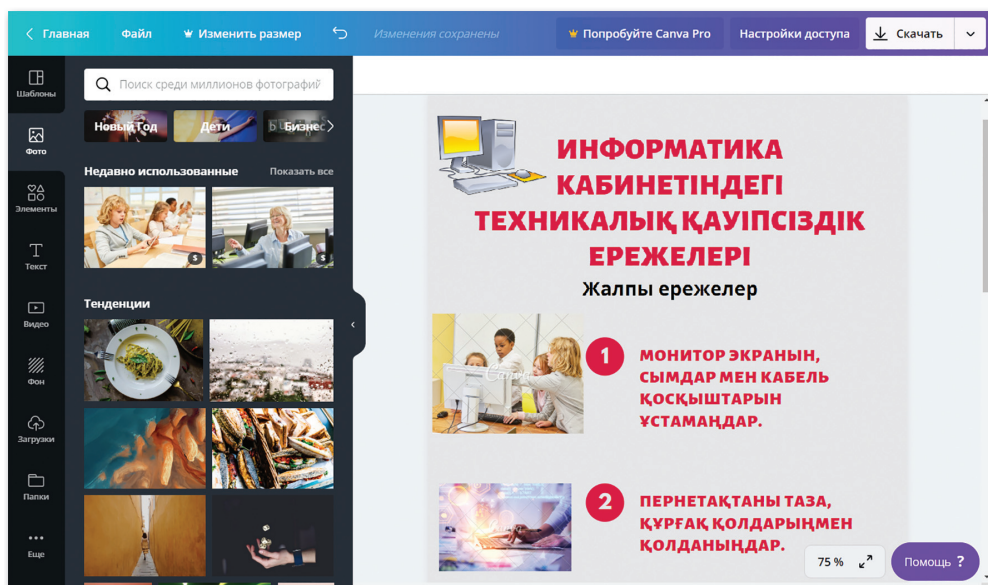 Главная Файл Изменить размер Изменения сохранены Попробуйте Canva Pro Настройки доступа Скачать
Шаблоны
Фото
Элементы
Текст
Видео
Фон
Загрузки
Папки
Еще
Поиск среди миллионов фотографий
Новый Год Дети Бизнес
Недавно использованные Показать все
$ $
Тенденции
ИНФОРМАТИКА
КАБИНЕТІНДЕГІ
ТЕХНИКАЛЫҚ ҚАУІПСІЗДІК
ЕРЕЖЕЛЕРІ
Жалпы ережелер
Canva
1
МОНИТОР ЭКРАНЫН,
СЫМДАР МЕН КАБЕЛЬ
ҚОСҚЫШТАРЫН
ҰСТАМАҢДАР.
2
ПЕРНЕТАҚТАНЫ ТАЗА,
ҚҰРҒАҚ ҚОЛДАРЫҢМЕН
ҚОЛДАНЫҢДАР.
75 % Помощь ?